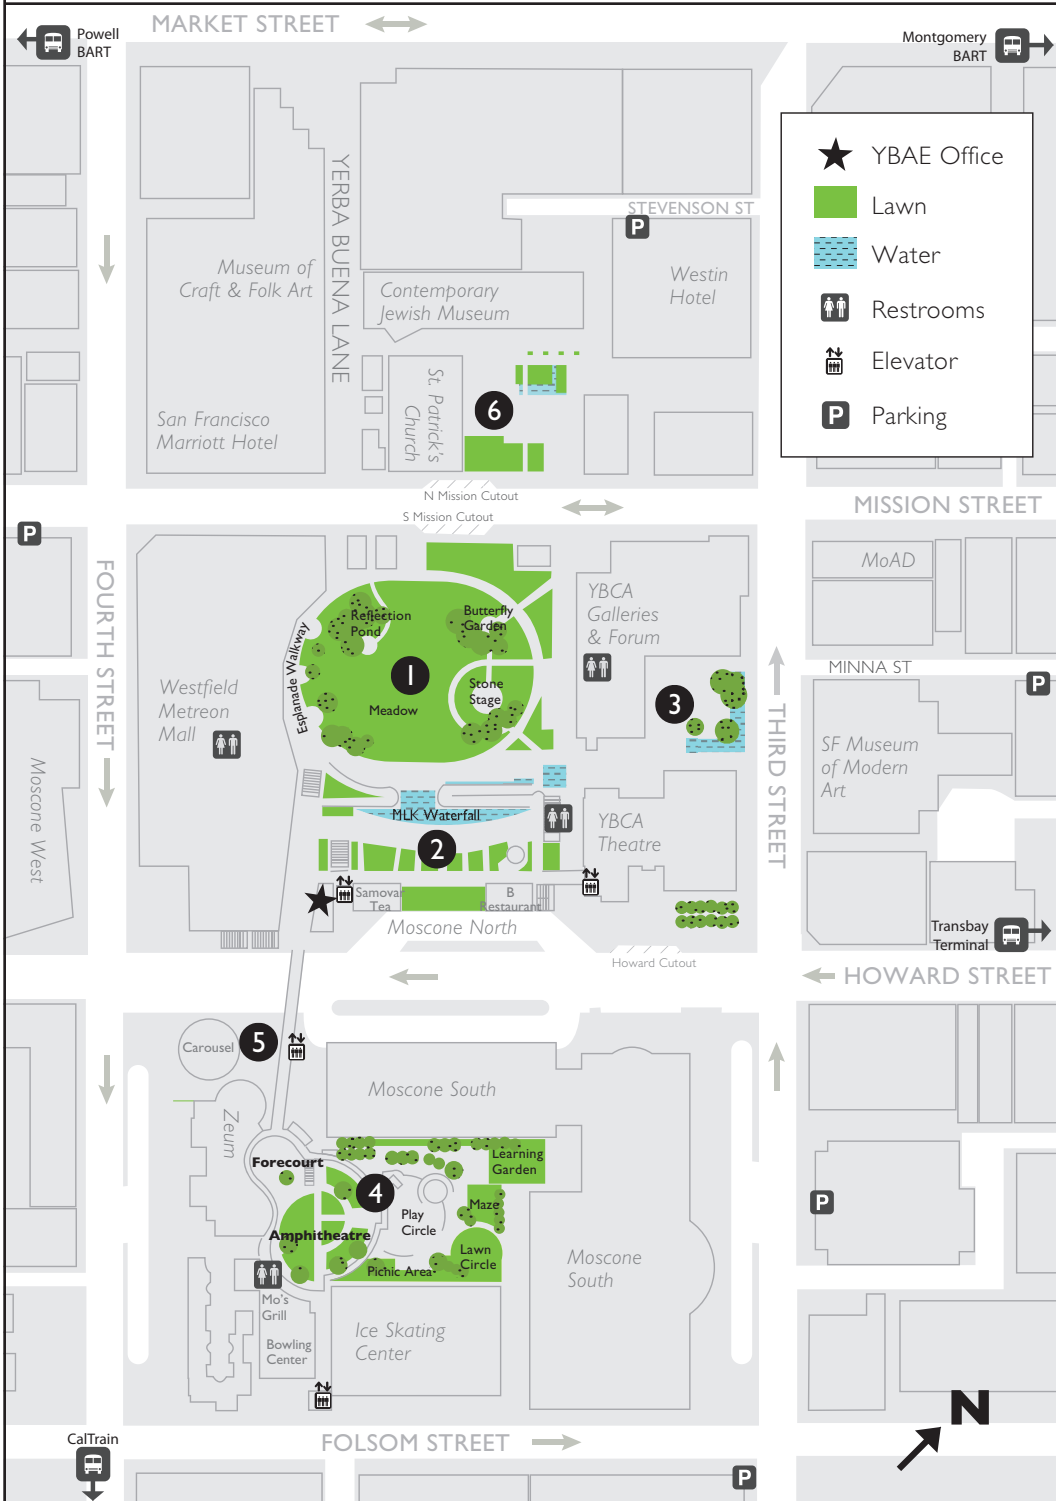 MARKET STREET
Powell
BART
Montgomery
BART
YBAE Office
Lawn
Water
Restrooms
Elevator
P
Parking
YERBA BUENA LANE
STEVENSON ST
P
Museum of
Craft & Folk Art
Contemporary
Jewish Museum
Westin
Hotel
St. Patrick's
Church
6
San Francisco
Marriott Hotel
N Mission Cutout
S Mission Cutout
MISSION STREET
P
FOURTH STREET
MoAD
YBCA
Galleries
& Forum
Reflection
Pond
Butterfly
Garden
Esplanade Walkway
1
Meadow
Stone
Stage
MINNA ST
P
3
THIRD STREET
Westfield
Metreon
Mall
SF Museum
of Modern
Art
Moscone West
MLK Waterfall
2
YBCA
Theatre
Samovar
Tea
B
Restaurant
Moscone North
Transbay
Terminal
Howard Cutout
HOWARD STREET
Carousel
5
Moscone South
Zeum
Forecourt
Learning
Garden
4
Maze
Play
Circle
Amphitheatre
Lawn
Circle
Pichic Area
Moscone
South
P
Mo's
Grill
Bowling
Center
Ice Skating
Center
N
CalTrain
FOLSOM STREET
P